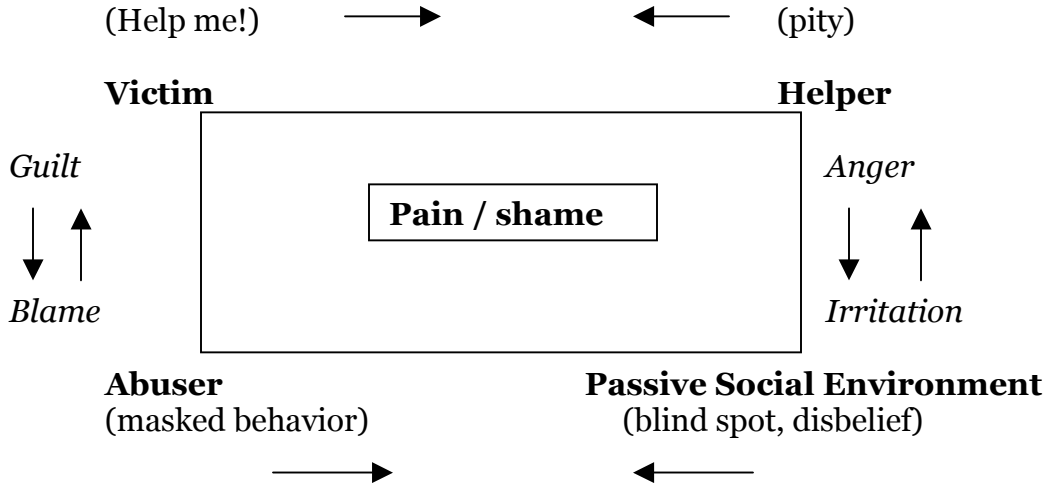 (Help me!) (pity)
Victim Helper
Guilt Anger
Pain / shame
Blame Irritation
Abuser Passive Social Environment
(masked behavior) (blind spot, disbelief)